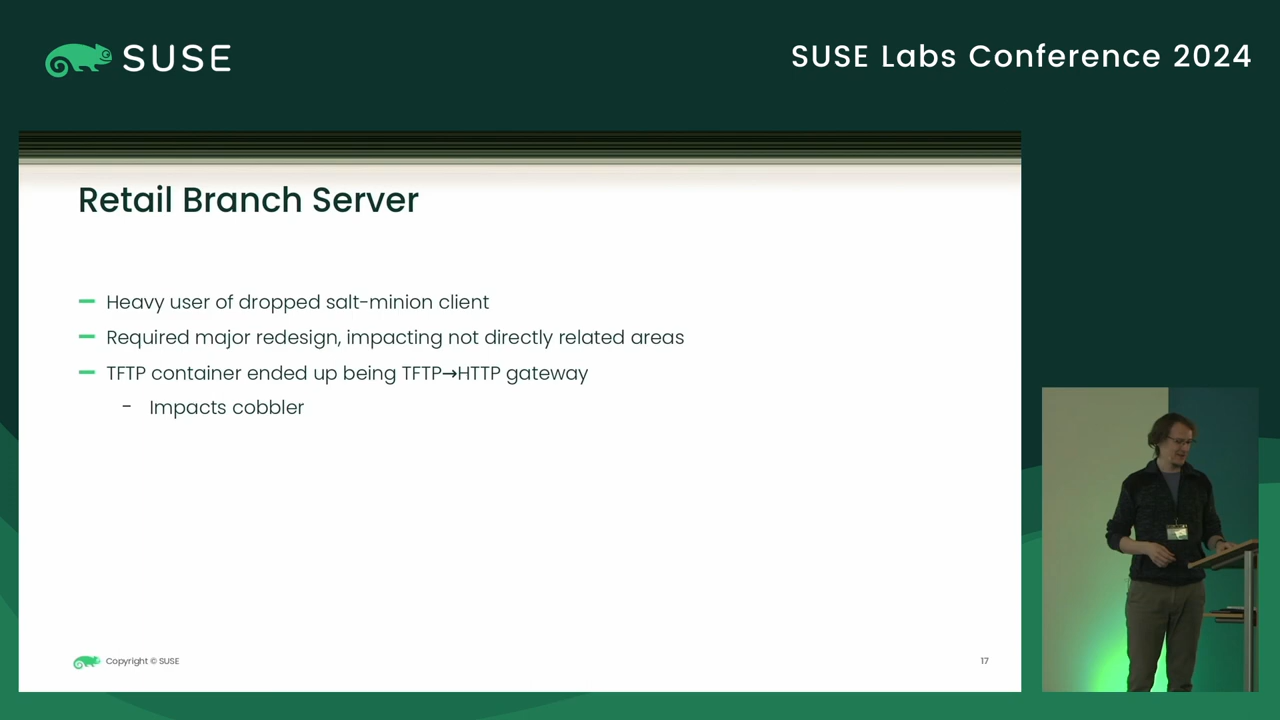 SUSE
SUSE Labs Conference 2024
Retail Branch Server
Heavy user of dropped salt-minion client
Required major redesign, impacting not directly related areas
TFTP container ended up being TFTP→HTTP gateway
- Impacts cobbler
Copyright © SUSE
17